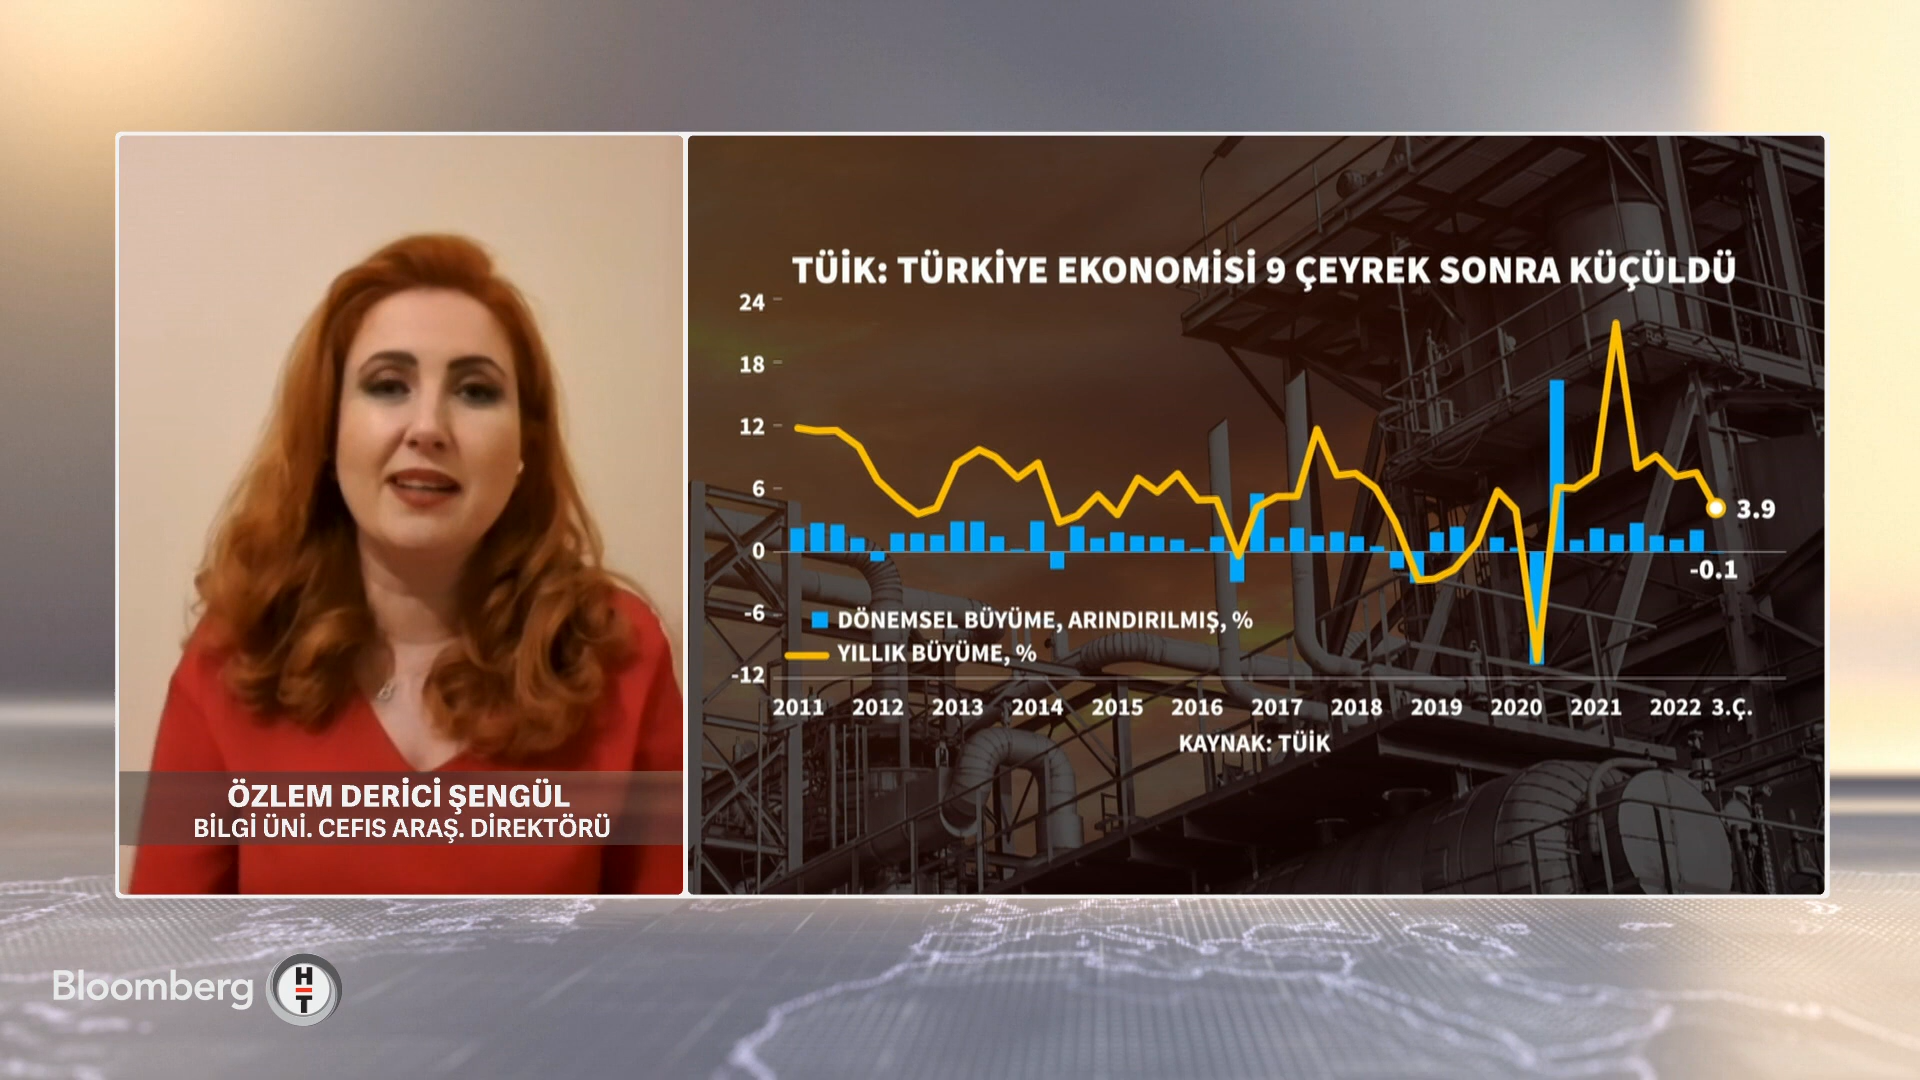 TÜİK: TÜRKİYE EKONOMİSİ 9 ÇEYREK SONRA KÜÇÜLDÜ
24
18
12
6
0
-6
-12
3.9
-0.1
DÖNEMSEL BÜYÜME, ARINDIRILMIŞ, %
YILLIK BÜYÜME, %
2011 2012 2013 2014 2015 2016 2017 2018 2019 2020 2021 2022 3.Ç.
KAYNAK: TÜİK
ÖZLEM DERİCİ ŞENGÜL
BİLGİ ÜNİ. CEFIS ARAŞ. DİREKTÖRÜ
Bloomberg HT